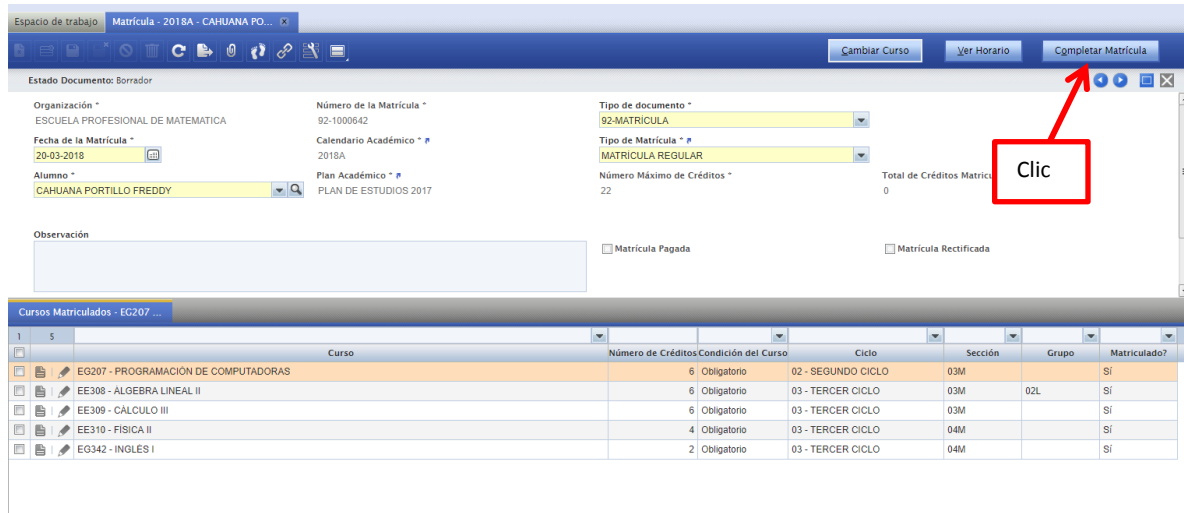 Espacio de trabajo Matrícula - 2018A - CAHUANA PO...
Cambiar Curso Ver Horario Completar Matrícula
Estado Documento: Borrador
Organización * Número de la Matrícula * Tipo de documento *
ESCUELA PROFESIONAL DE MATEMATICA 92-1000642 92-MATRÍCULA
Fecha de la Matrícula * Calendario Académico * Tipo de Matrícula *
20-03-2018 2018A MATRÍCULA REGULAR
Clic
Alumno * Plan Académico * Número Máximo de Créditos * Total de Créditos Matricu
CAHUANA PORTILLO FREDDY PLAN DE ESTUDIOS 2017 22 0
Observación
Matrícula Pagada Matrícula Rectificada
Cursos Matriculados - EG207 ...
1 5
Curso Número de Créditos Condición del Curso Ciclo Sección Grupo Matriculado?
EG207 - PROGRAMACIÓN DE COMPUTADORAS 6 Obligatorio 02 - SEGUNDO CICLO 03M Sí
EE308 - ÁLGEBRA LINEAL II 6 Obligatorio 03 - TERCER CICLO 03M 02L Sí
EE309 - CÁLCULO III 6 Obligatorio 03 - TERCER CICLO 03M Sí
EE310 - FÍSICA II 4 Obligatorio 03 - TERCER CICLO 04M Sí
EG342 - INGLÉS I 2 Obligatorio 03 - TERCER CICLO 04M Sí